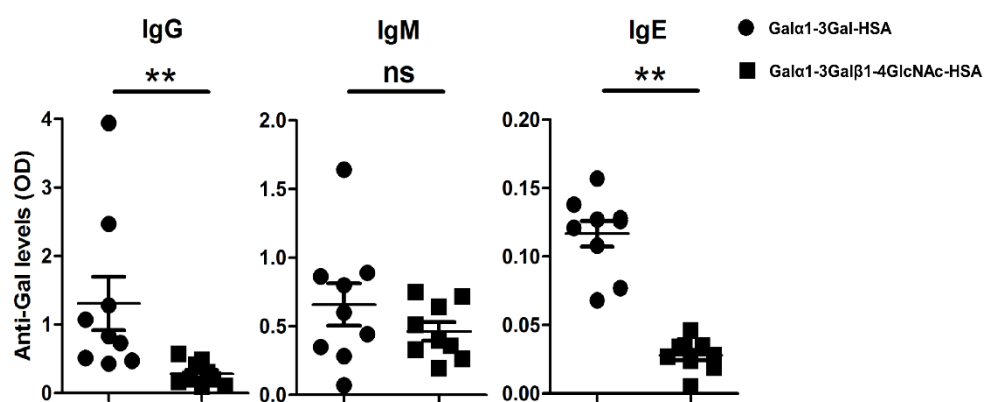 IgG
IgM
IgE
Galα1-3Gal-HSA
Galα1-3Galβ1-4GlcNAc-HSA
**
ns
**
Anti-Gal levels (OD)
4
3
2
1
0
2.0
1.5
1.0
0.5
0.0
0.20
0.15
0.10
0.05
0.00